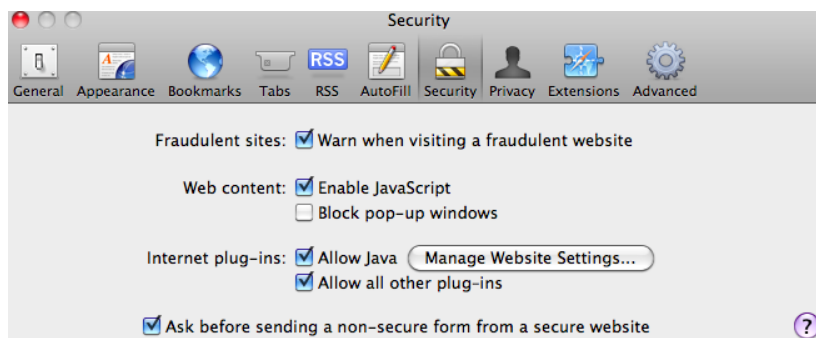 Security
RSS
General Appearance Bookmarks Tabs RSS AutoFill Security Privacy Extensions Advanced
Fraudulent sites: Warn when visiting a fraudulent website
Web content: Enable JavaScript
Block pop-up windows
Internet plug-ins: Allow Java Manage Website Settings...
Allow all other plug-ins
Ask before sending a non-secure form from a secure website ?